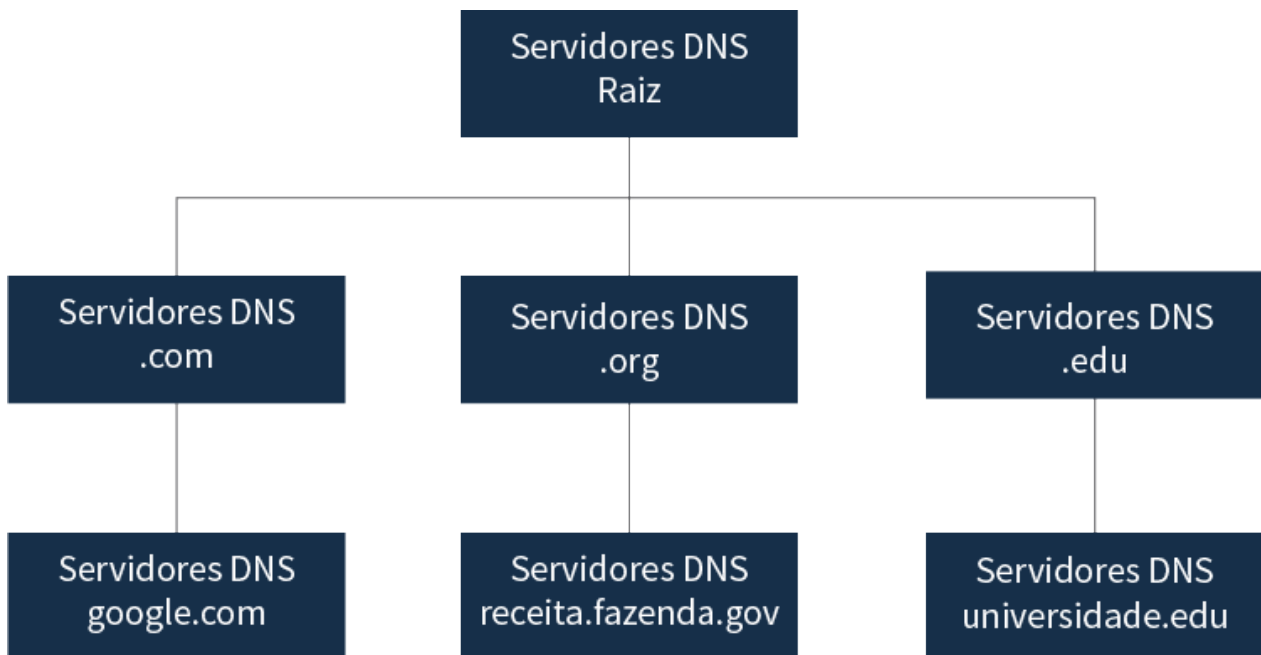 Servidores DNS
Raiz
Servidores DNS
.com
Servidores DNS
.org
Servidores DNS
.edu
Servidores DNS
google.com
Servidores DNS
receita.fazenda.gov
Servidores DNS
universidade.edu